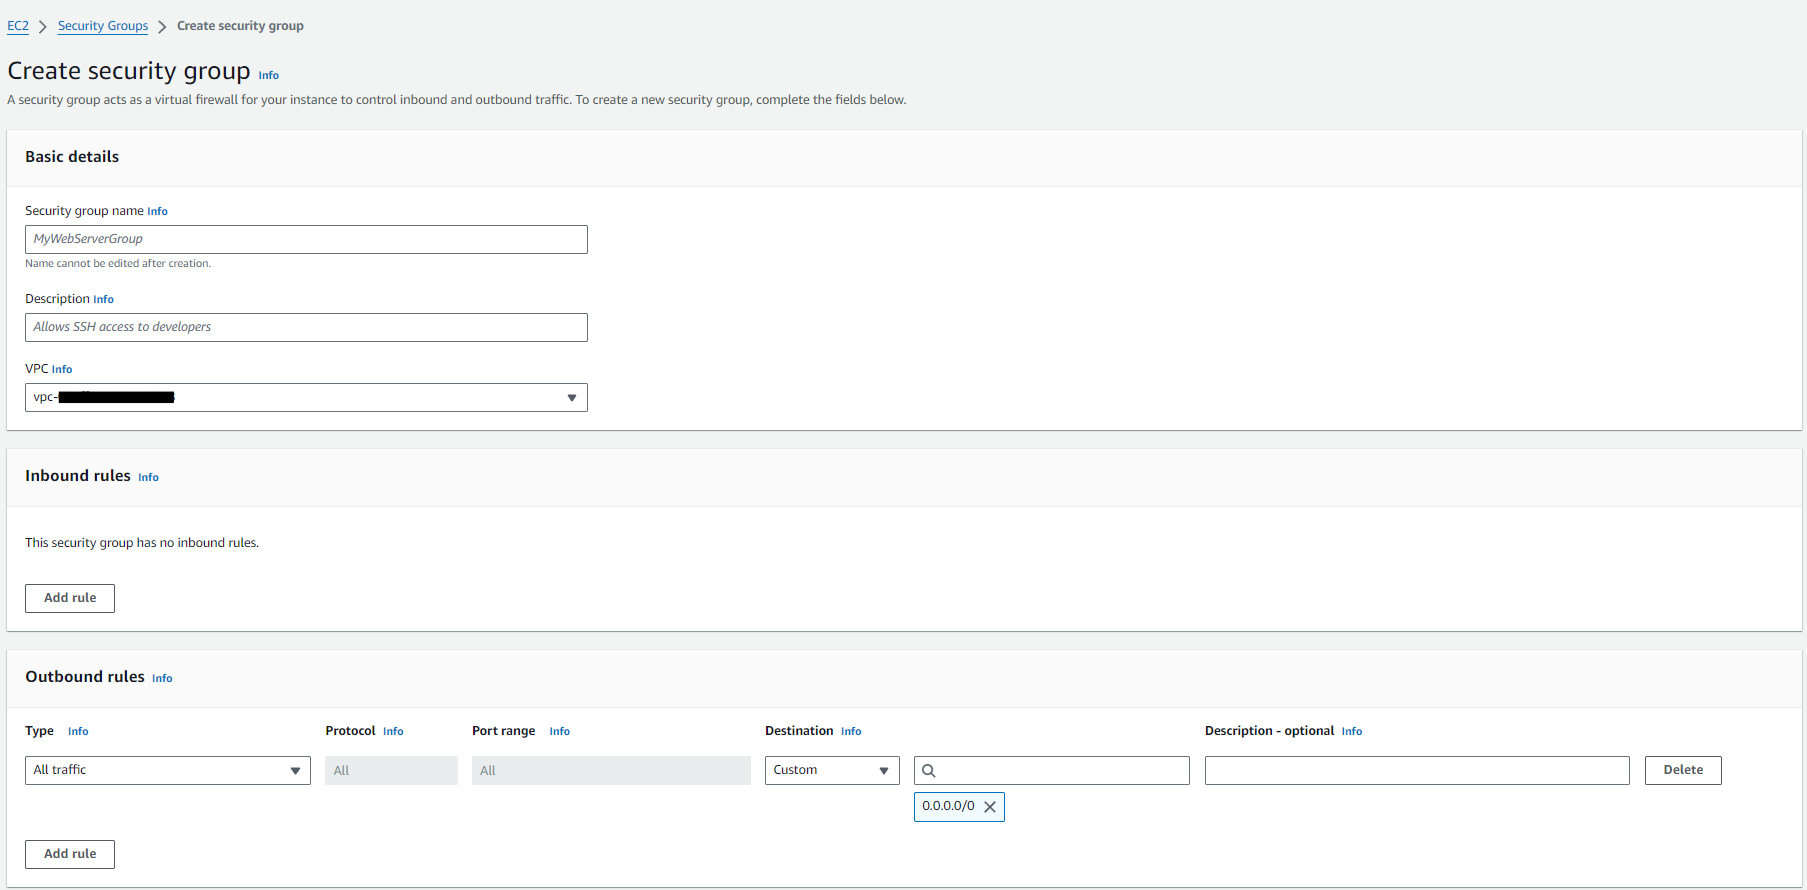 EC2 > Security Groups > Create security group
Create security group Info
A security group acts as a virtual firewall for your instance to control inbound and outbound traffic. To create a new security group, complete the fields below.
Basic details
Security group name Info
MyWebServerGroup
Name cannot be edited after creation.
Description Info
Allows SSH access to developers
VPC Info
vpc-
Inbound rules Info
This security group has no inbound rules.
Add rule
Outbound rules Info
Type Info Protocol Info Port range Info Destination Info Description - optional Info
All traffic All All Custom Delete
0.0.0.0/0
Add rule